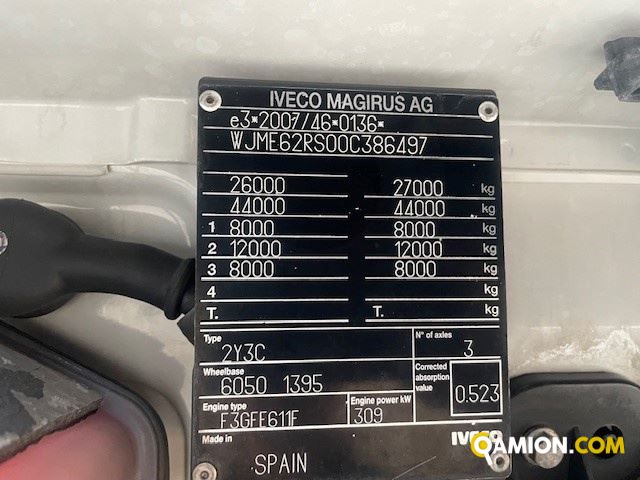 IVECO MAGIRUS AG
e3*2007/46*0136*
WJME62RS00C386497
26000 27000 kg
44000 44000 kg
1 8000 8000 kg
2 12000 12000 kg
3 8000 8000 kg
4 kg
T. T. kg
Type 2Y3C N° of axles 3
Wheelbase 6050 1395 Corrected absorption value 0.523
Engine type F3GFE611F Engine power kW 309
Made in SPAIN IVECO
QAMION.COM